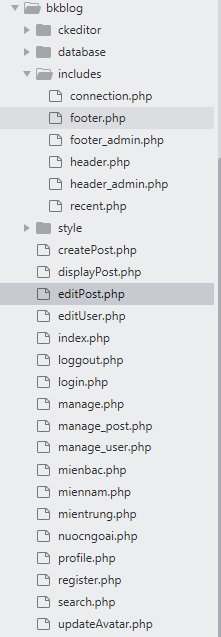 bkblog
ckeditor
database
includes
connection.php
footer.php
footer_admin.php
header.php
header_admin.php
recent.php
style
createPost.php
displayPost.php
editPost.php
editUser.php
index.php
loggout.php
login.php
manage.php
manage_post.php
manage_user.php
mienbac.php
miennam.php
mientrung.php
nuocngoai.php
profile.php
register.php
search.php
updateAvatar.php